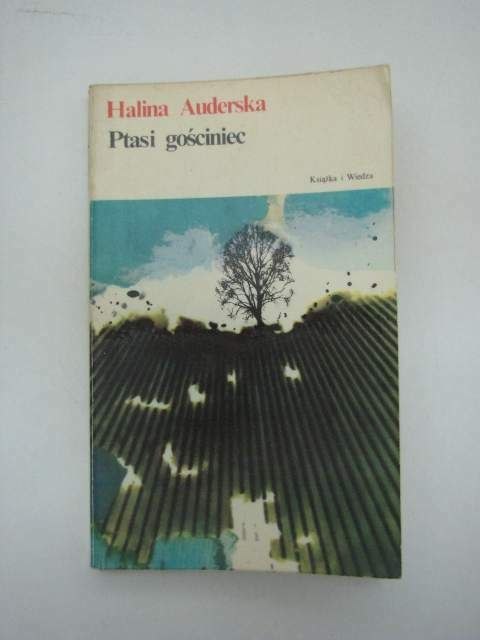 Halina Auderska
Ptasi gościniec
Książka i Wiedza